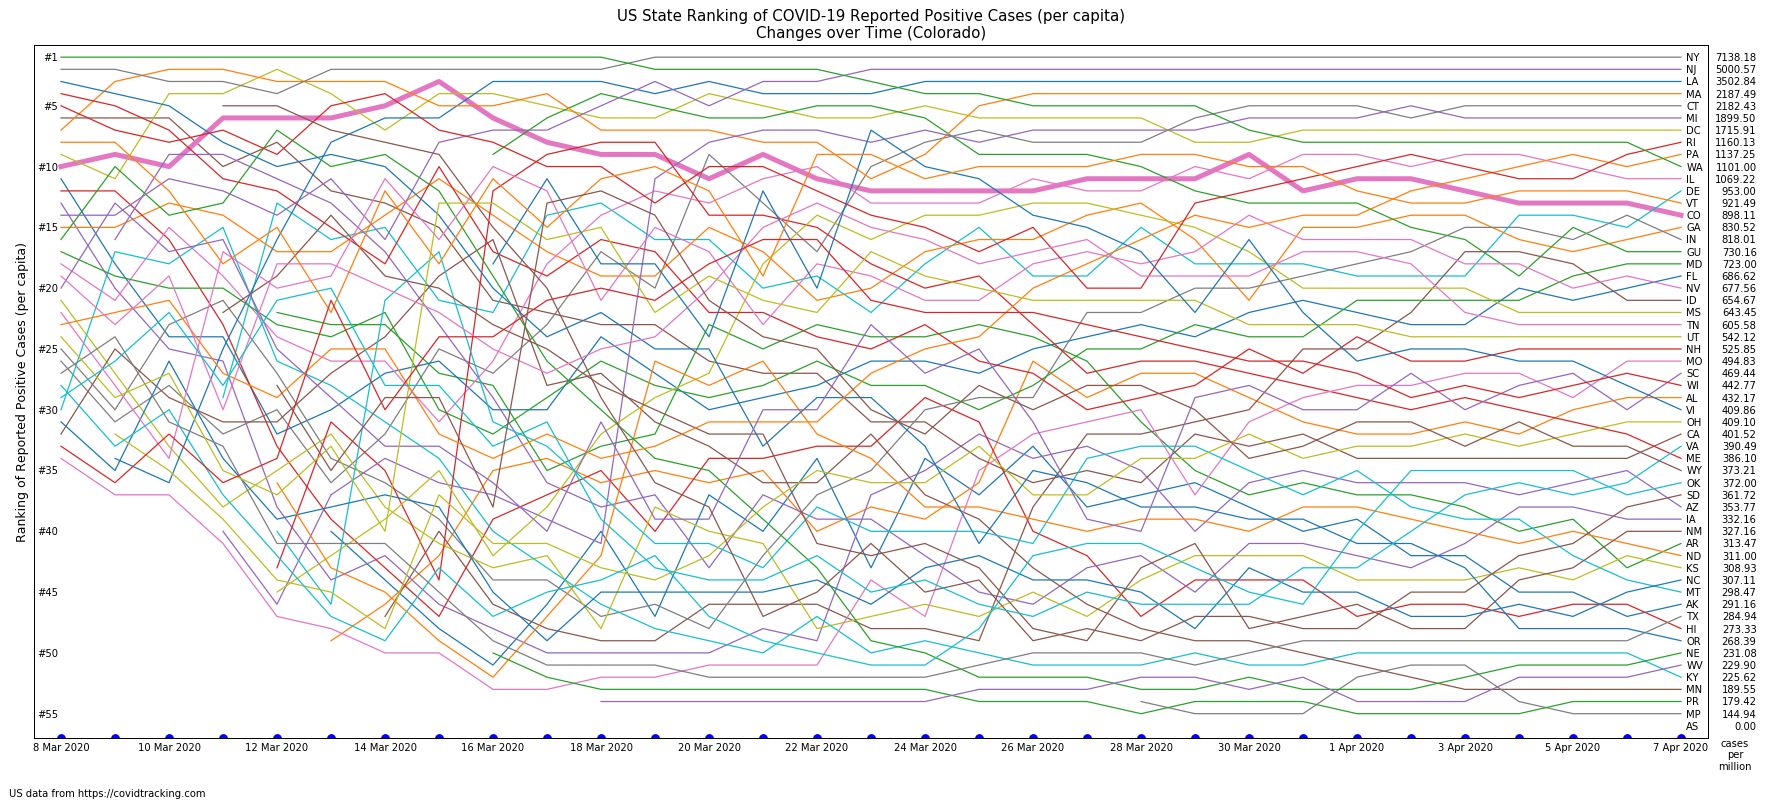 US State Ranking of COVID-19 Reported Positive Cases (per capita)
Changes over Time (Colorado)
Ranking of Reported Positive Cases (per capita)
#1
#5
#10
#15
#20
#25
#30
#35
#40
#45
#50
#55
NY 7138.18
NJ 5000.57
LA 3502.84
MA 2187.49
CT 2182.43
MI 1899.50
DC 1715.91
RI 1160.13
PA 1137.25
WA 1101.00
IL 1069.22
DE 953.00
VT 921.49
CO 898.11
GA 830.52
IN 818.01
GU 730.16
MD 723.00
FL 686.62
NV 677.56
ID 654.67
MS 643.45
TN 605.58
UT 542.12
NH 525.85
MO 494.83
SC 469.44
WI 442.77
AL 432.17
VI 409.86
OH 409.10
CA 401.52
VA 390.49
ME 386.10
WY 373.21
OK 372.00
SD 361.72
AZ 353.77
IA 332.16
NM 327.16
AR 313.47
ND 311.00
KS 308.93
NC 307.11
MT 298.47
AK 291.16
TX 284.94
HI 273.33
OR 268.39
NE 231.08
WV 229.90
KY 225.62
MN 189.55
PR 179.42
MP 144.94
AS 0.00
8 Mar 2020 10 Mar 2020 12 Mar 2020 14 Mar 2020 16 Mar 2020 18 Mar 2020 20 Mar 2020 22 Mar 2020 24 Mar 2020 26 Mar 2020 28 Mar 2020 30 Mar 2020 1 Apr 2020 3 Apr 2020 5 Apr 2020 7 Apr 2020
cases
per
million
US data from https://covidtracking.com